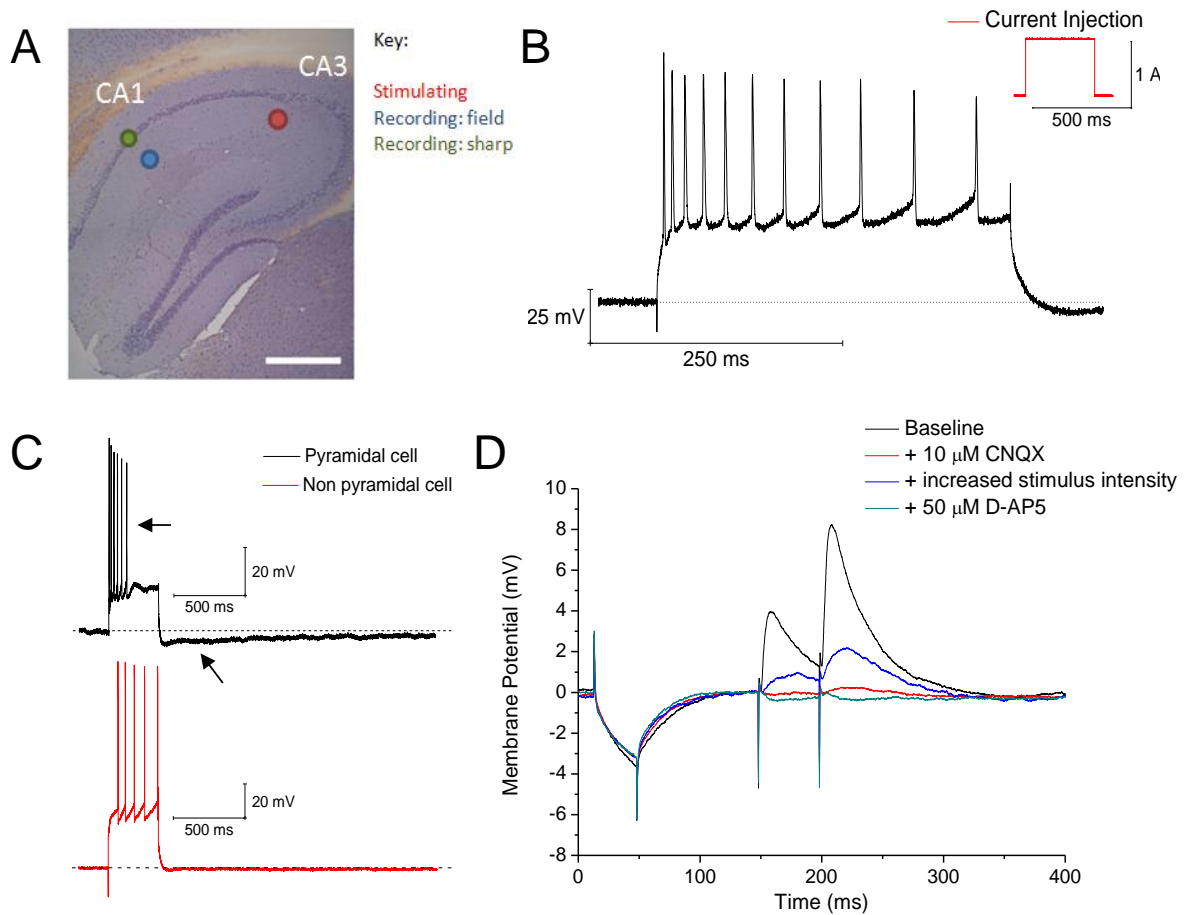 A
CA1
CA3
Key:
Stimulating
Recording: field
Recording: sharp
B
Current Injection
1 A
500 ms
25 mV
250 ms
C
Pyramidal cell
Non pyramidal cell
20 mV
500 ms
20 mV
500 ms
D
Baseline
+ 10 μM CNQX
+ increased stimulus intensity
+ 50 μM D-AP5
Membrane Potential (mV)
10
8
6
4
2
0
-2
-4
-6
-8
0 100 200 300 400
Time (ms)